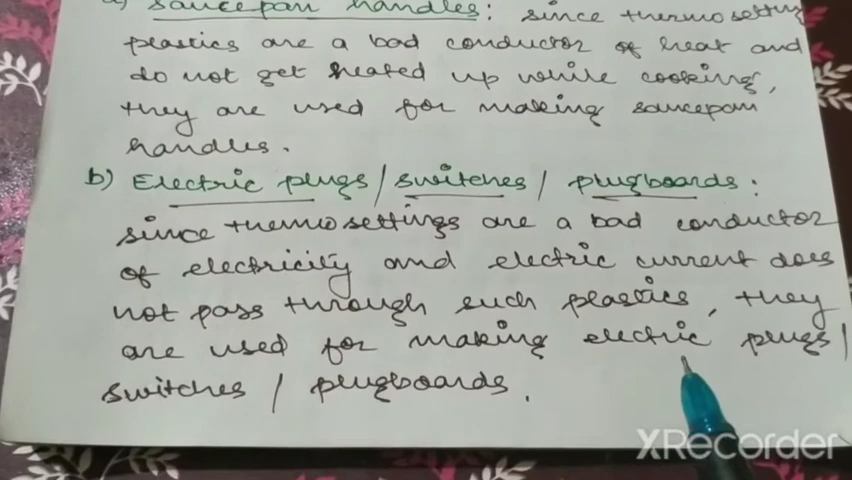 a) saucepan handles: since thermosetting
plastics are a bad conductor of heat and
do not get heated up while cooking,
they are used for making saucepan
handles.
b) Electric plugs / switches / plugboards:
since thermosettings are a bad conductor
of electricity and electric current does
not pass through such plastics, they
are used for making electric plugs /
switches / plugboards.
XRecorder